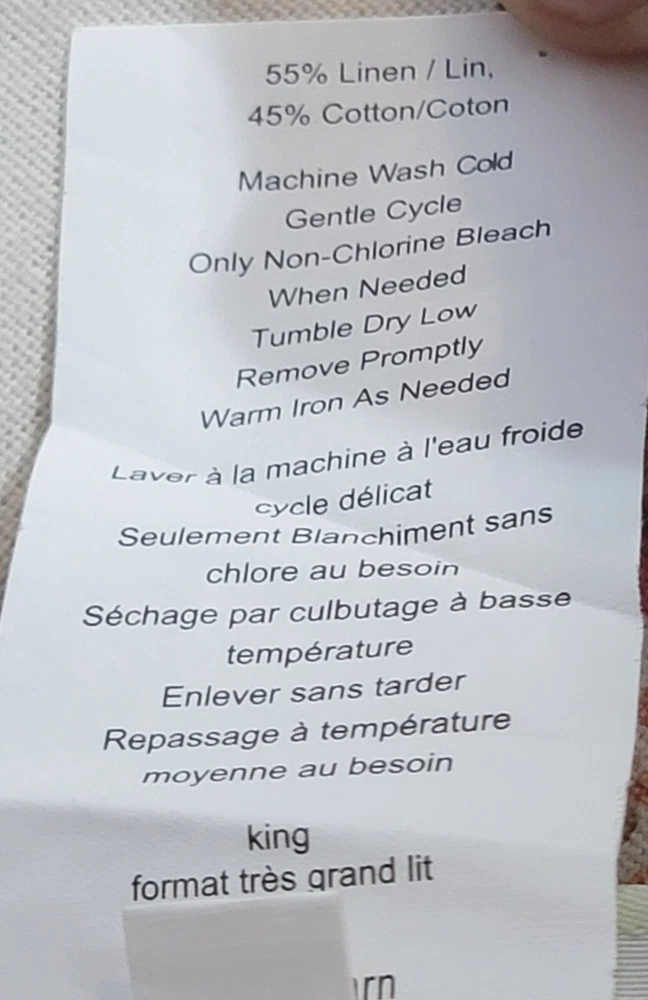 55% Linen / Lin,
45% Cotton/Coton
Machine Wash Cold
Gentle Cycle
Only Non-Chlorine Bleach
When Needed
Tumble Dry Low
Remove Promptly
Warm Iron As Needed
Laver à la machine à l'eau froide
cycle délicat
Seulement Blanchiment sans
chlore au besoin
Séchage par culbutage à basse
température
Enlever sans tarder
Repassage à température
moyenne au besoin
king
format très grand lit